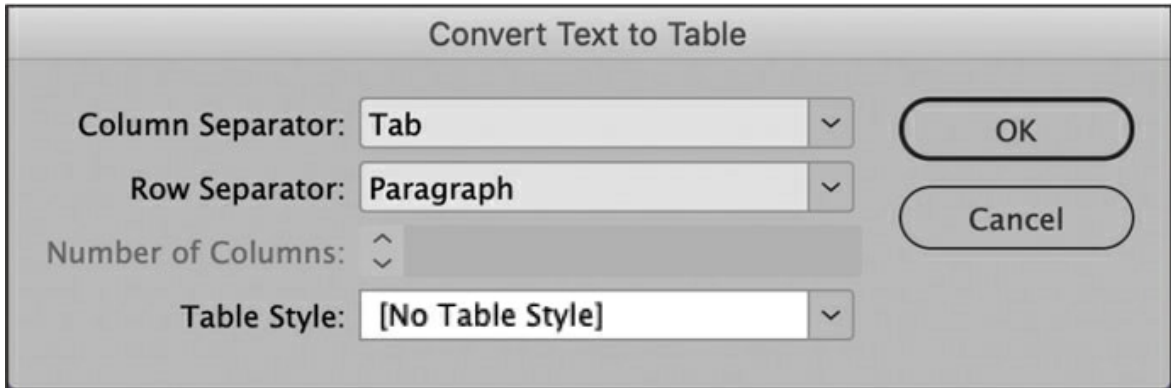 Convert Text to Table
Column Separator: Tab
Row Separator: Paragraph
Number of Columns:
Table Style: [No Table Style]
OK
Cancel